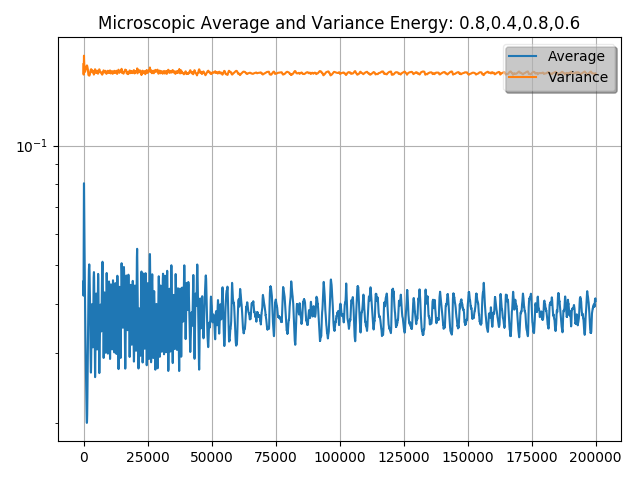 Microscopic Average and Variance Energy: 0.8,0.4,0.8,0.6
Average
Variance
10⁻¹
0 25000 50000 75000 100000 125000 150000 175000 200000